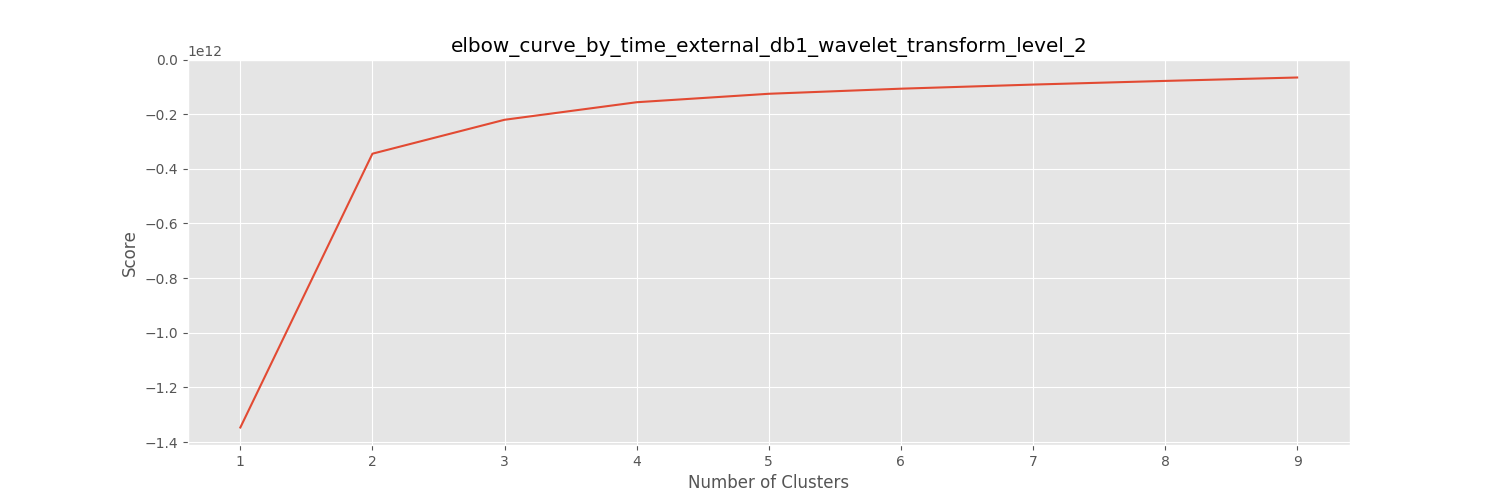 elbow_curve_by_time_external_db1_wavelet_transform_level_2
1e12
0.0
−0.2
−0.4
−0.6
−0.8
−1.0
−1.2
−1.4
Score
1 2 3 4 5 6 7 8 9
Number of Clusters